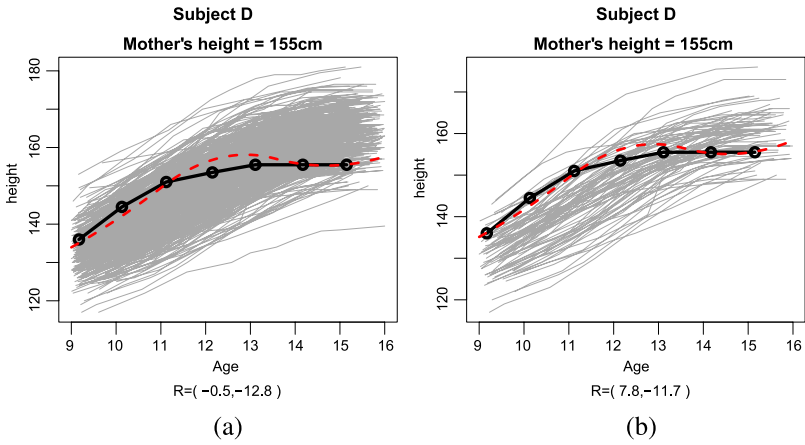 Subject D
Mother's height = 155cm
height
180
160
140
120
9 10 11 12 13 14 15 16
Age
R=( −0.5,−12.8 )
(a)
Subject D
Mother's height = 155cm
height
160
140
120
9 10 11 12 13 14 15 16
Age
R=( 7.8,−11.7 )
(b)